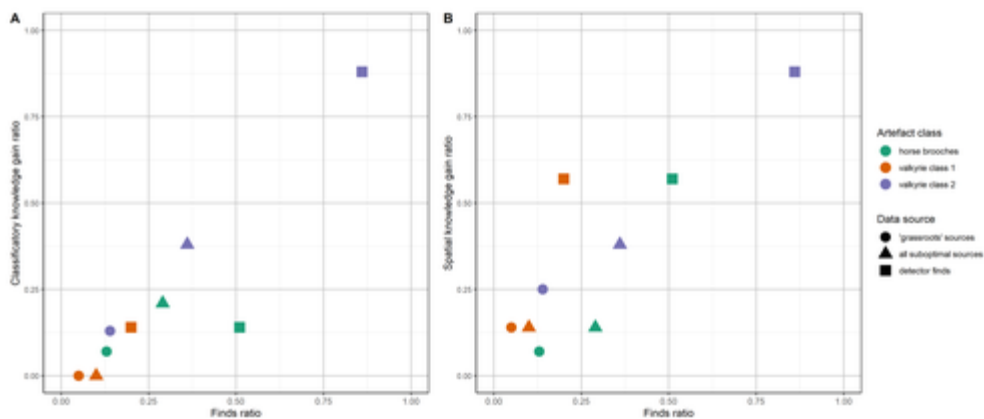 A
1.00
0.75
0.50
0.25
0.00
Classificatory knowledge gain ratio
0.00 0.25 0.50 0.75 1.00
Finds ratio
B
1.00
0.75
0.50
0.25
0.00
Spatial knowledge gain ratio
0.00 0.25 0.50 0.75 1.00
Finds ratio
Artefact class
horse brooches
valkyrie class 1
valkyrie class 2
Data source
'grassroots' sources
all suboptimal sources
detector finds